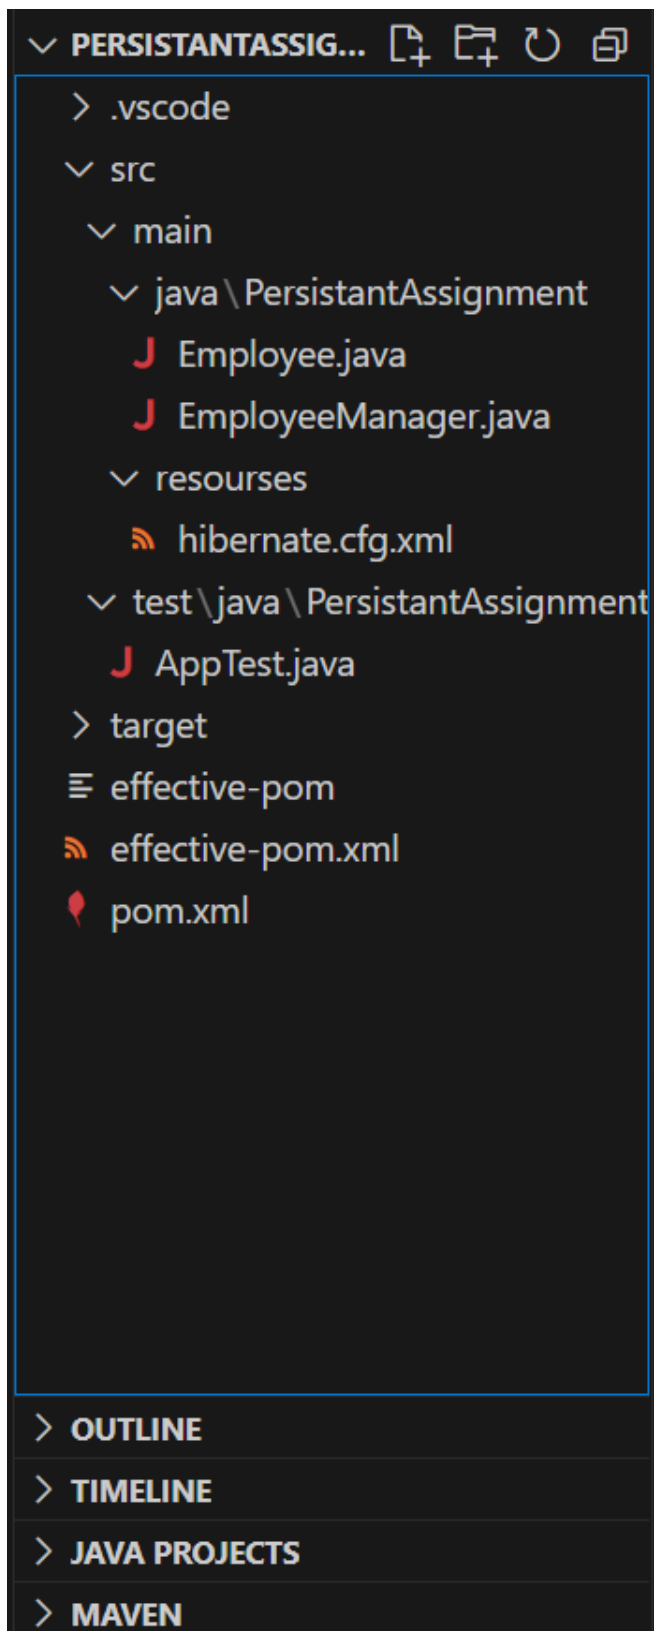 PERSISTANTASSIG...
.vscode
src
main
java\PersistantAssignment
Employee.java
EmployeeManager.java
resourses
hibernate.cfg.xml
test\java\PersistantAssignment
AppTest.java
target
effective-pom
effective-pom.xml
pom.xml
OUTLINE
TIMELINE
JAVA PROJECTS
MAVEN